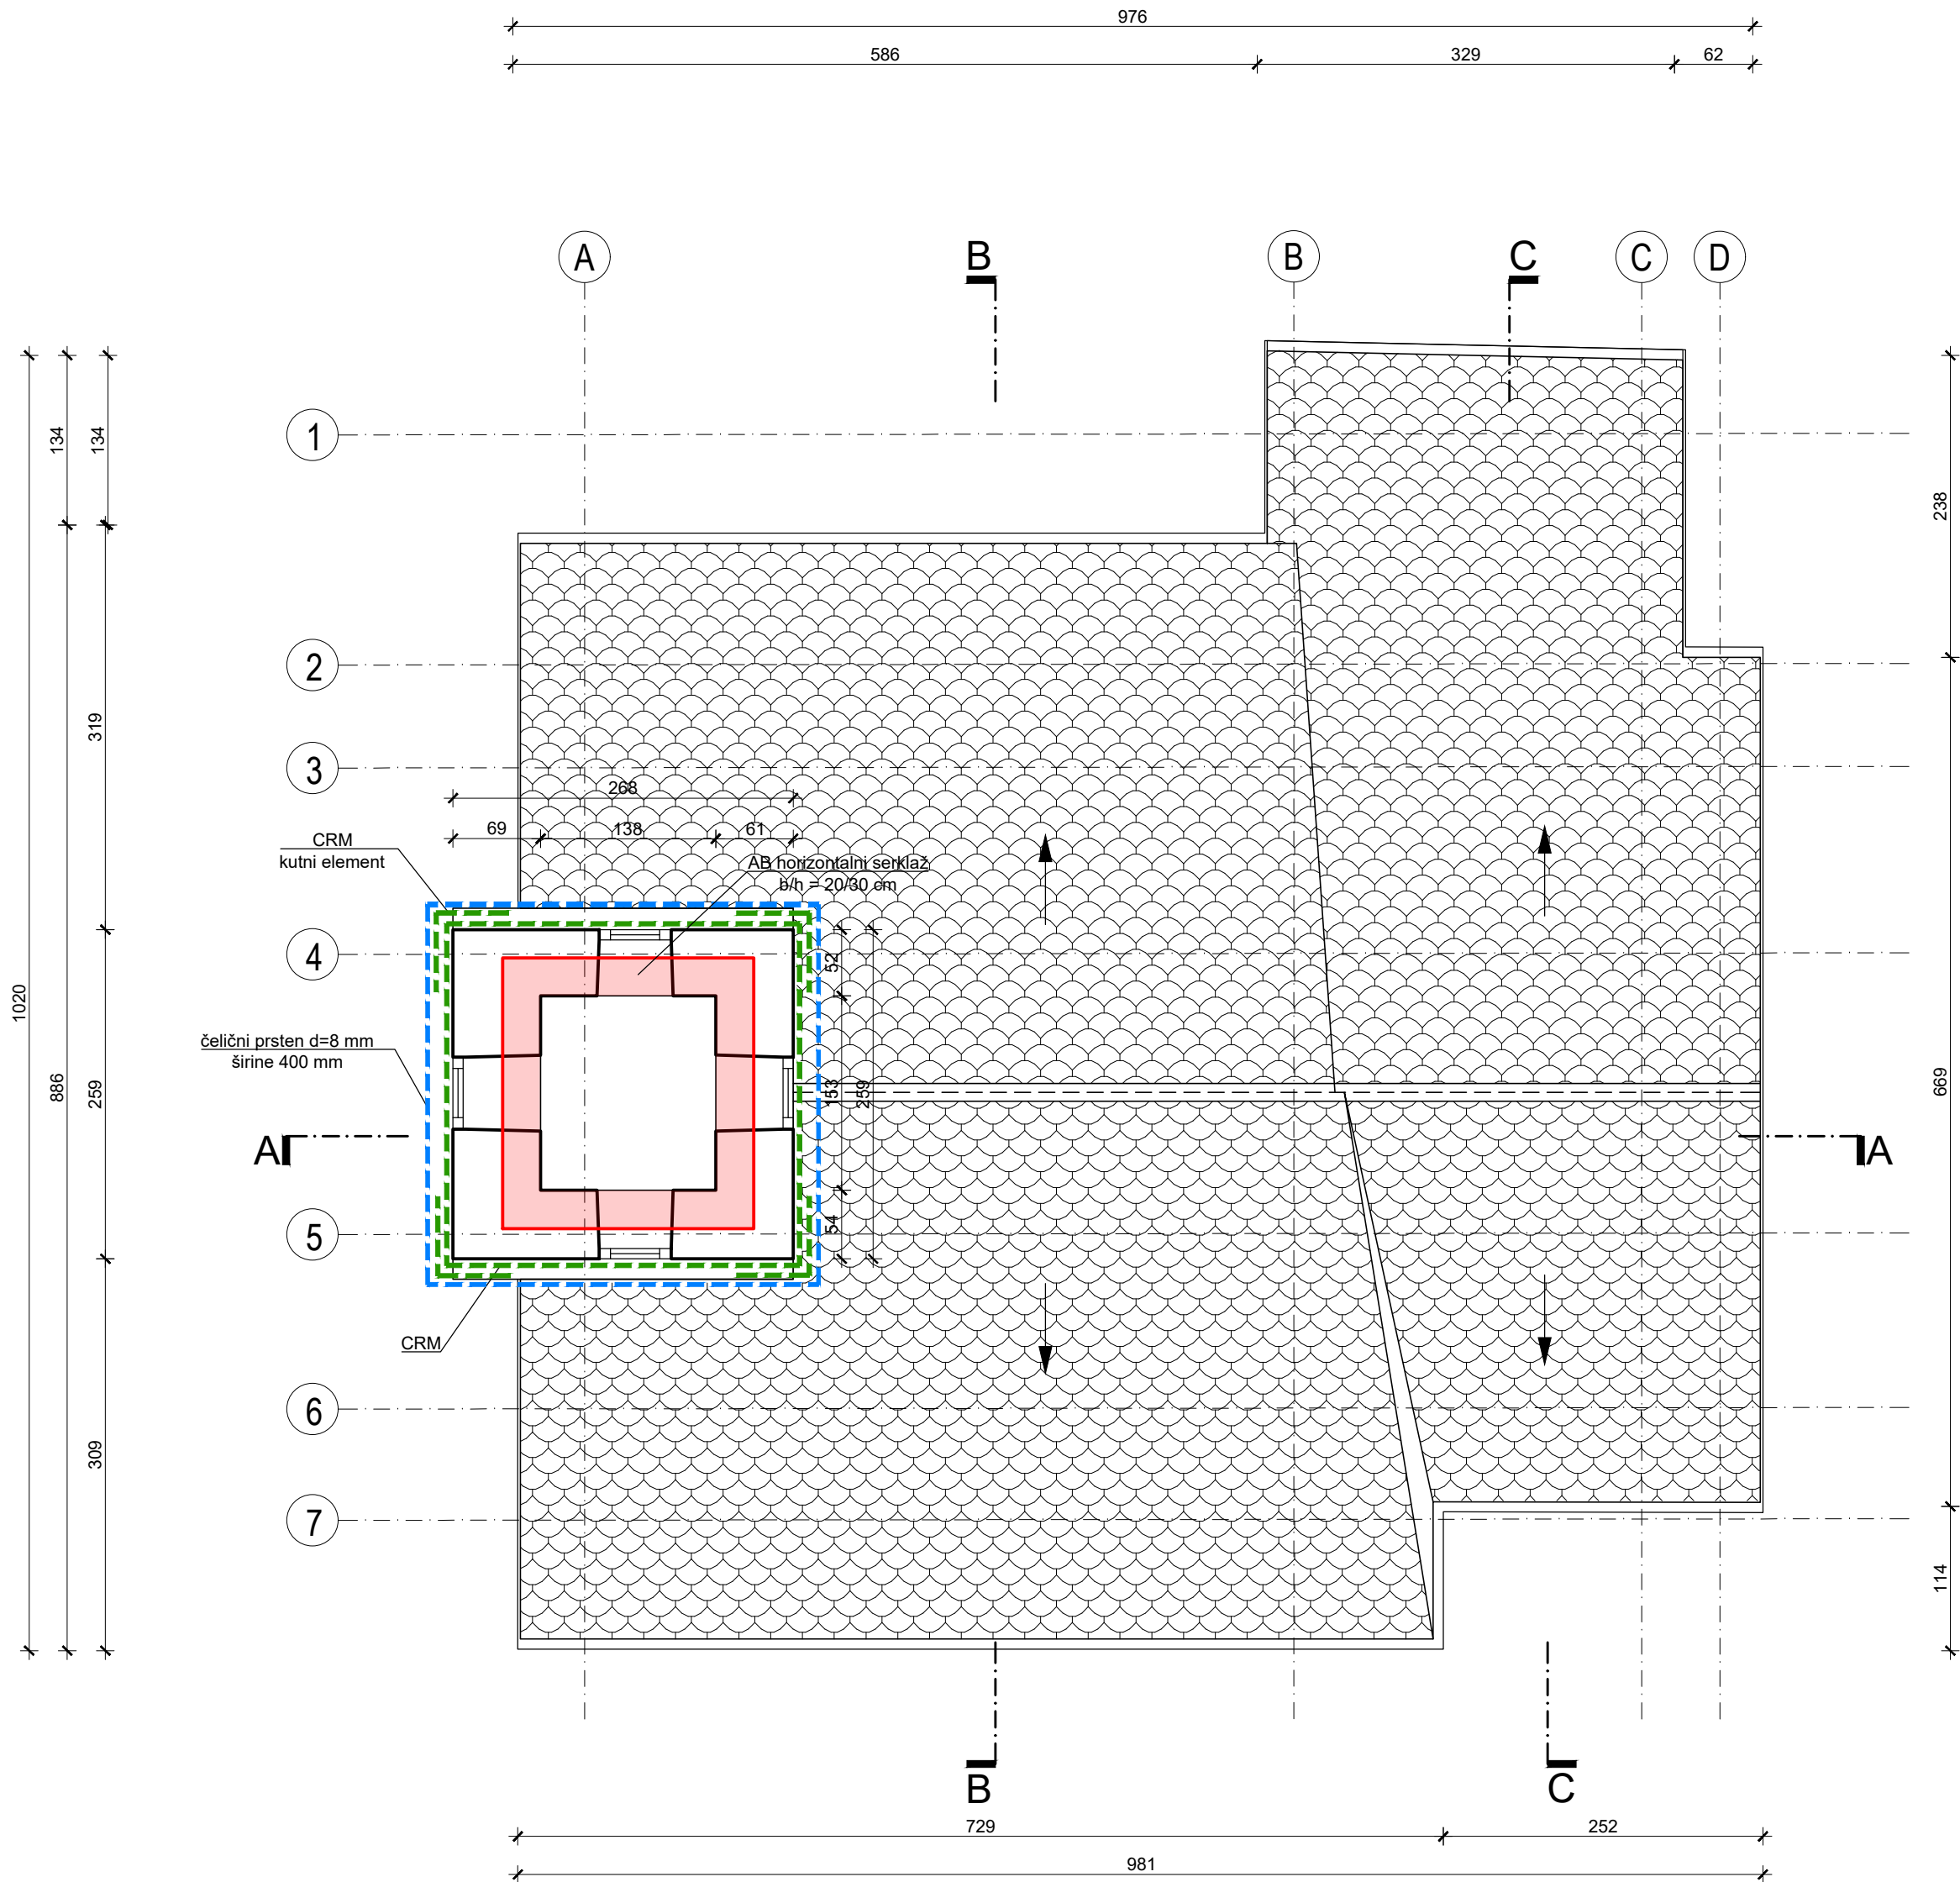 976
586
329
62
A
B
B
C
C
D
134
134
1
238
2
319
3
268
69
138
61
CRM
kutni element
AB horizontalni serklaž
b/h = 20/30 cm
4
52
1020
čelični prsten d=8 mm
širine 400 mm
886
259
153
259
669
A
A
54
5
CRM
6
309
7
114
B
C
729
252
981